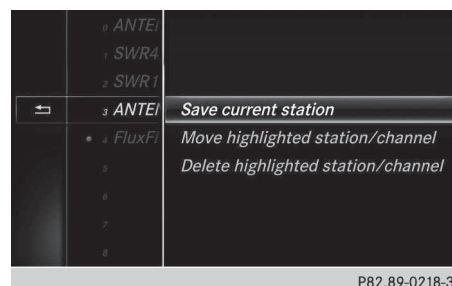 0 ANTE
1 SWR4
2 SWR1
3 ANTE
Save current station
4 FluxF
Move highlighted station/channel
5
Delete highlighted station/channel
6
7
8
P82.89-0218-3